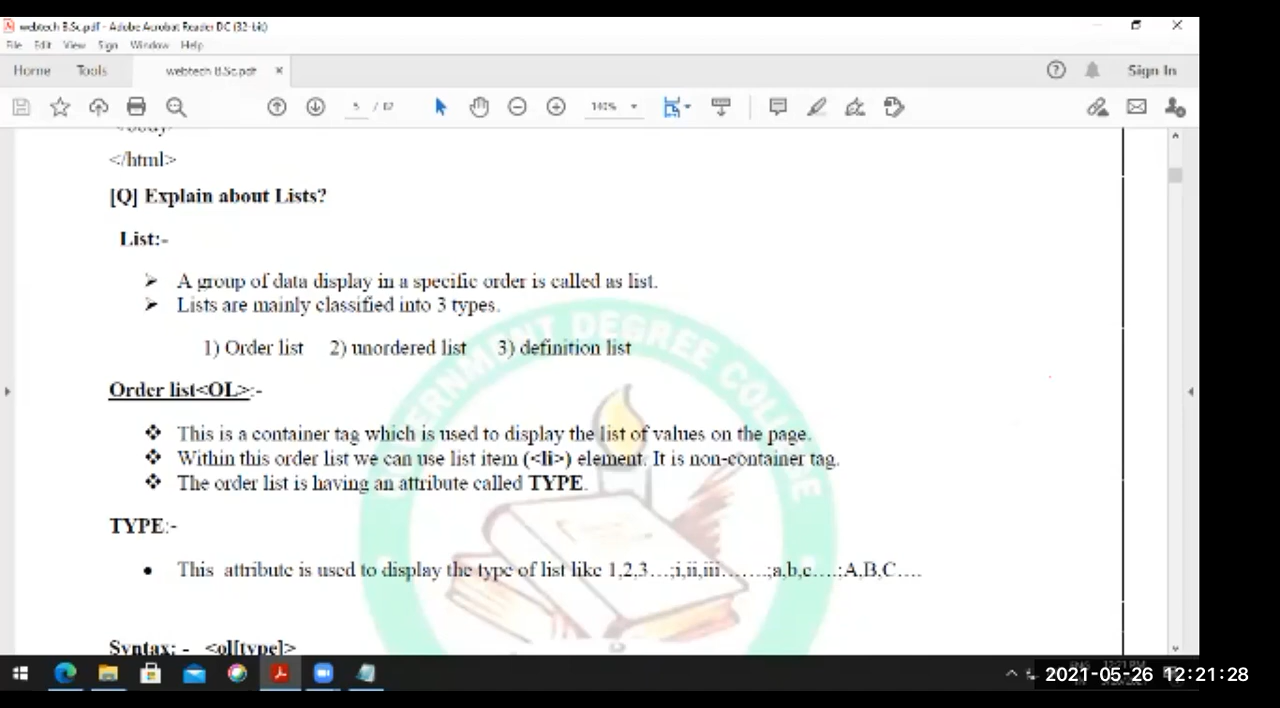 webtech B.Sc.pdf - Adobe Acrobat Reader DC (32-bit)
File Edit View Sign Window Help
Home Tools webtech B.Sc.pdf × Sign In
5 / 140%
</html>
[Q] Explain about Lists?
List:-
➢ A group of data display in a specific order is called as list.
➢ Lists are mainly classified into 3 types.
1) Order list 2) unordered list 3) definition list
Order list<OL>:-
❖ This is a container tag which is used to display the list of values on the page.
❖ Within this order list we can use list item (<li>) element. It is non-container tag.
❖ The order list is having an attribute called TYPE.
TYPE:-
• This attribute is used to display the type of list like 1,2,3...;i,ii,iii.......;a,b,c....;A,B,C....
Syntax: - <ol[type]>
GOVERNMENT DEGREE COLLEGE
2021-05-26 12:21:28